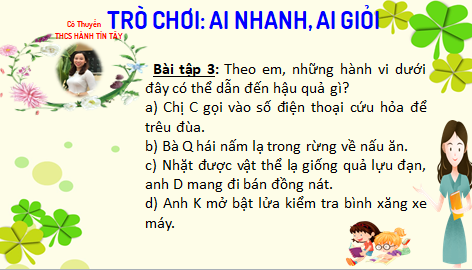 Cô Thuyền
THCS HÀNH TÍN TÂY
TRÒ CHƠI: AI NHANH, AI GIỎI
Bài tập 3: Theo em, những hành vi dưới
đây có thể dẫn đến hậu quả gì?
a) Chị C gọi vào số điện thoại cứu hỏa để
trêu đùa.
b) Bà Q hái nấm lạ trong rừng về nấu ăn.
c) Nhặt được vật thể lạ giống quả lựu đạn,
anh D mang đi bán đồng nát.
d) Anh K mở bật lửa kiểm tra bình xăng xe
máy.